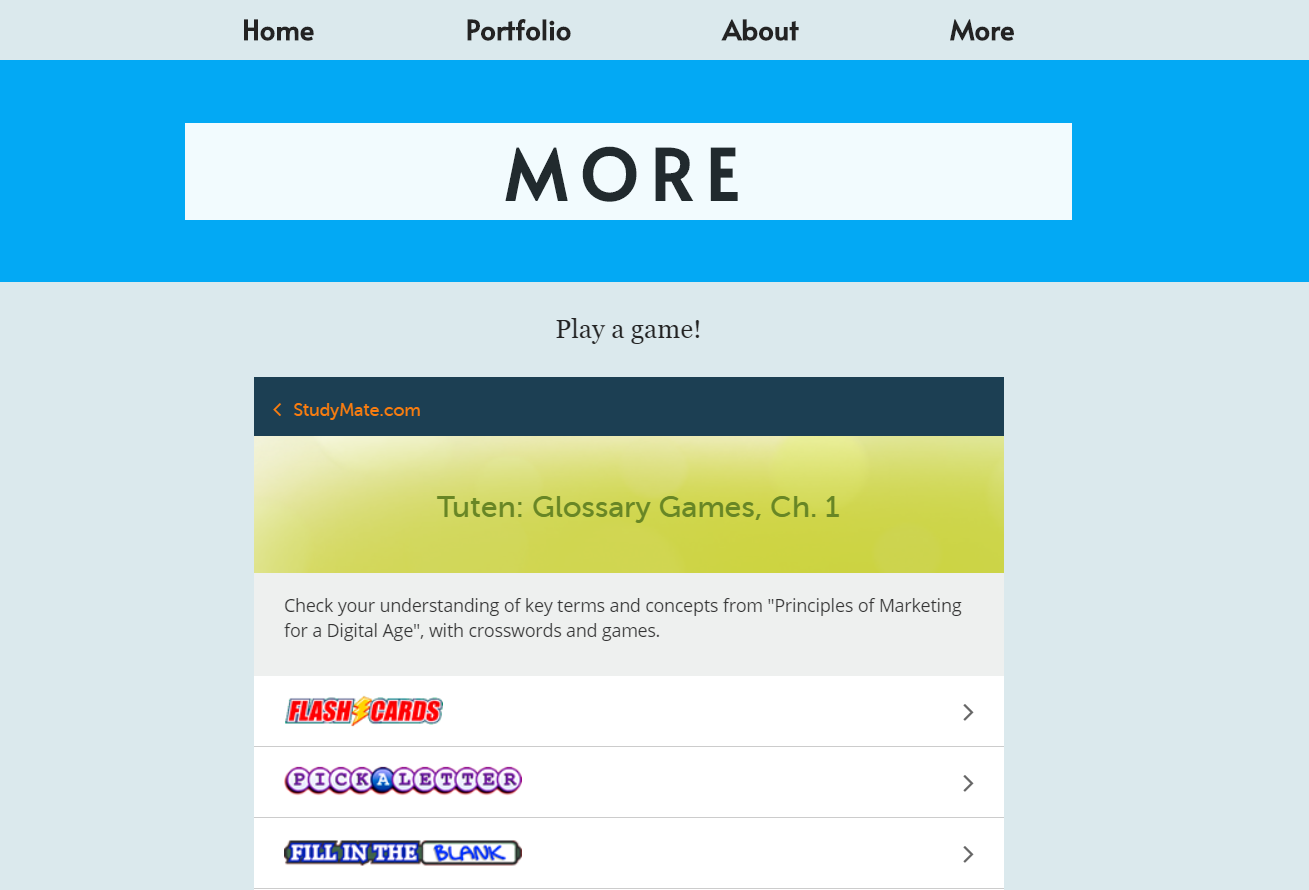 Home Portfolio About More
MORE
Play a game!
StudyMate.com
Tuten: Glossary Games, Ch. 1
Check your understanding of key terms and concepts from "Principles of Marketing
for a Digital Age", with crosswords and games.
FLASH CARDS
PICK A LETTER
FILL IN THE BLANK